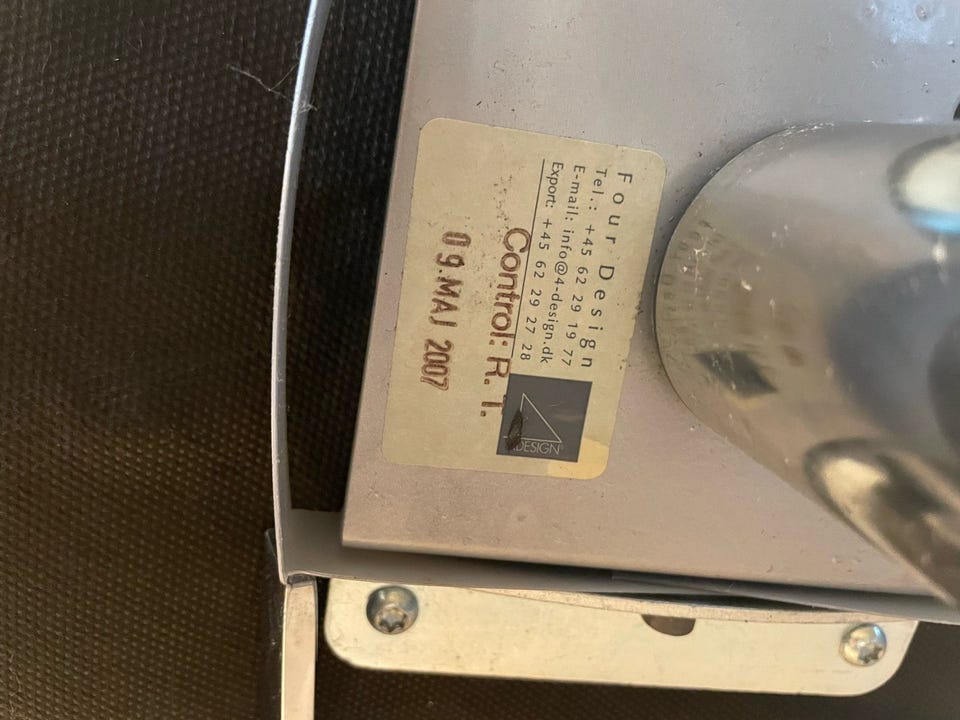 Four Design
Tel.: +45 62 29 19 77
E-mail: info@4-design.dk
Export: +45 62 29 27 28
DESIGN®
Control: R. T.
09. MAJ 2007